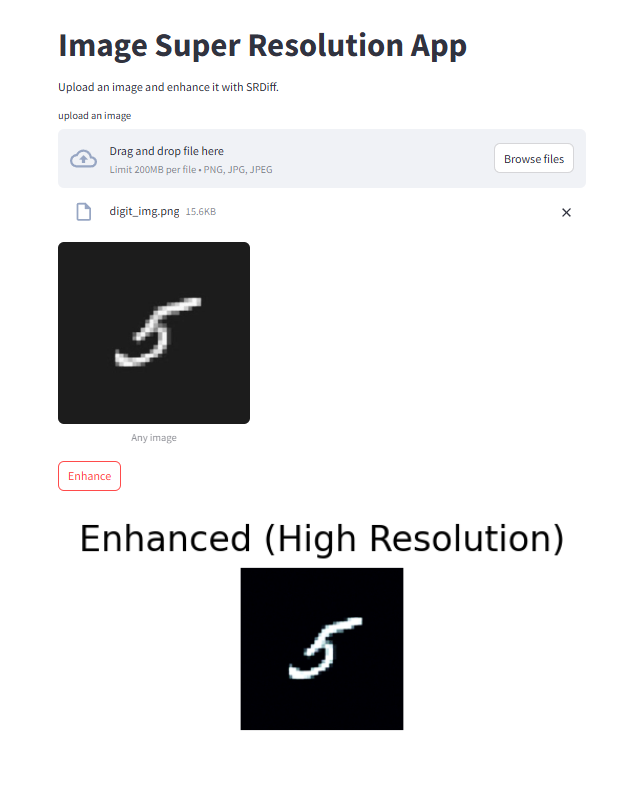 Image Super Resolution App
Upload an image and enhance it with SRDiff.
upload an image
Drag and drop file here
Limit 200MB per file • PNG, JPG, JPEG
Browse files
digit_img.png 15.6KB
5
Any image
Enhance
Enhanced (High Resolution)
5